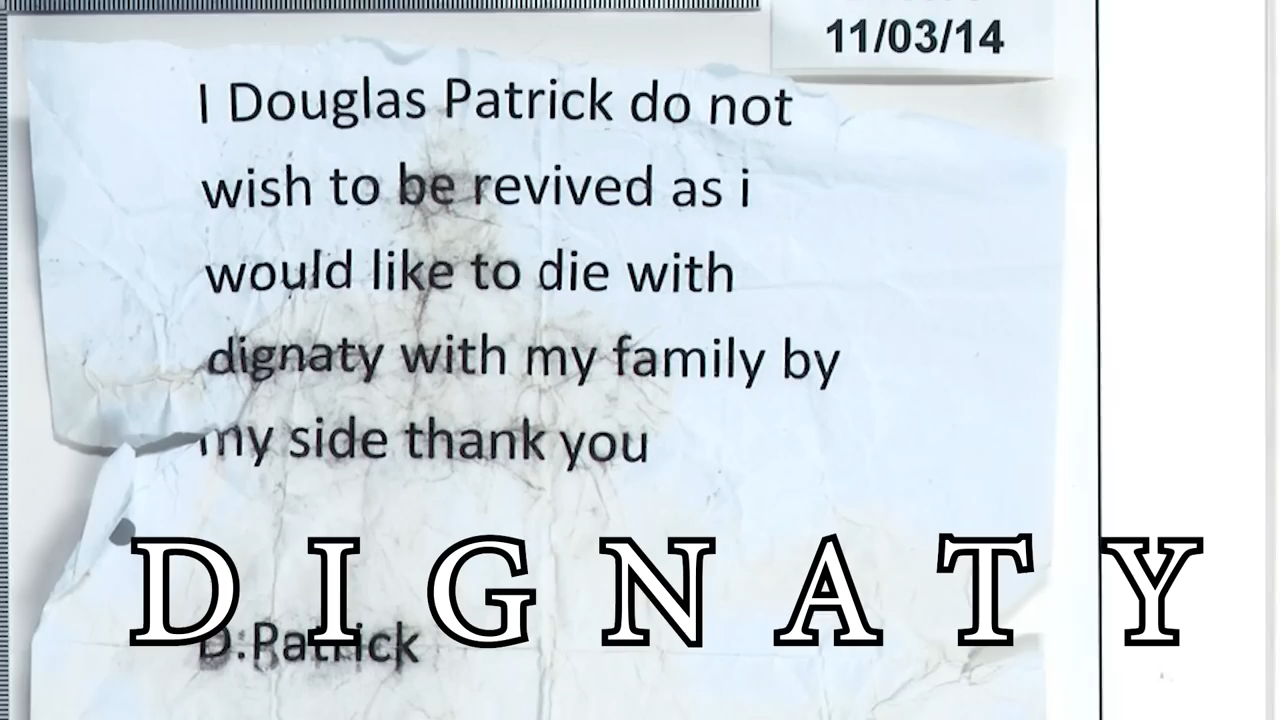 11/03/14
I Douglas Patrick do not
wish to be revived as i
would like to die with
dignaty with my family by
my side thank you
D I G N A T Y
D.Patrick